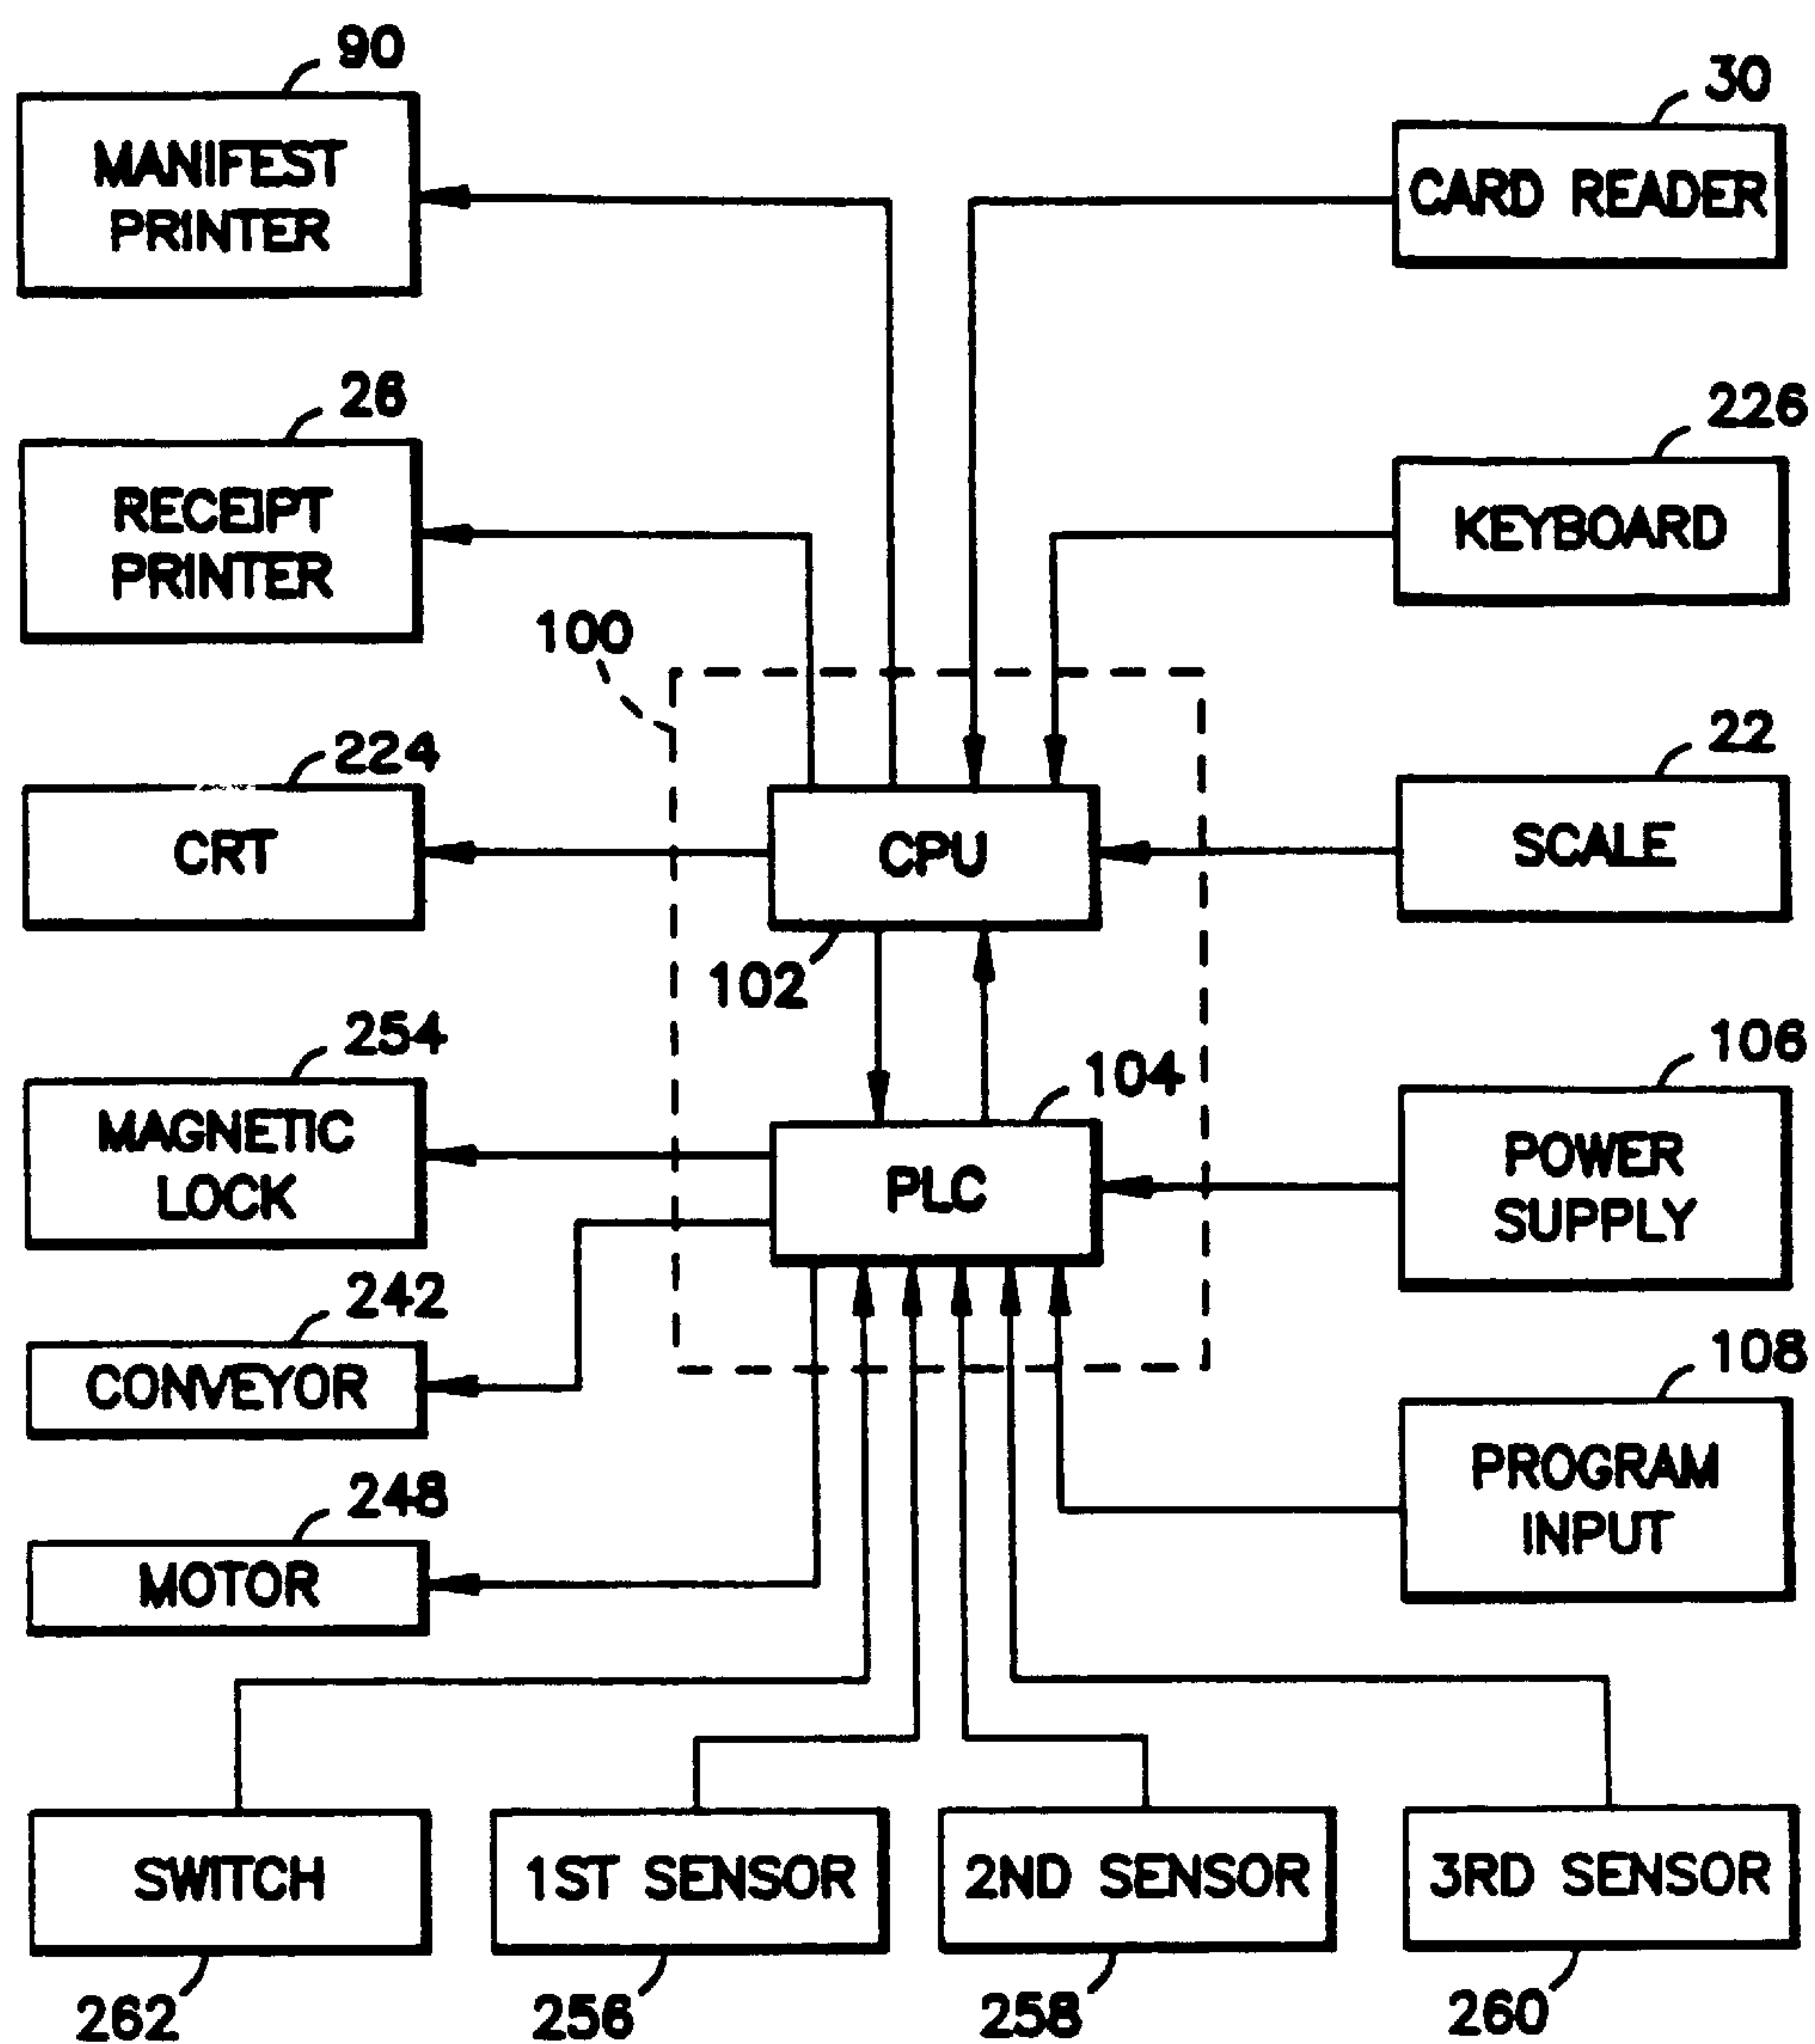 90
MANIFEST
PRINTER
30
CARD READER
26
RECEIPT
PRINTER
226
KEYBOARD
100
224
CRT
CPU
102
22
SCALE
254
MAGNETIC
LOCK
104
PLC
106
POWER
SUPPLY
242
CONVEYOR
108
PROGRAM
INPUT
248
MOTOR
SWITCH
262
1ST SENSOR
256
2ND SENSOR
258
3RD SENSOR
260